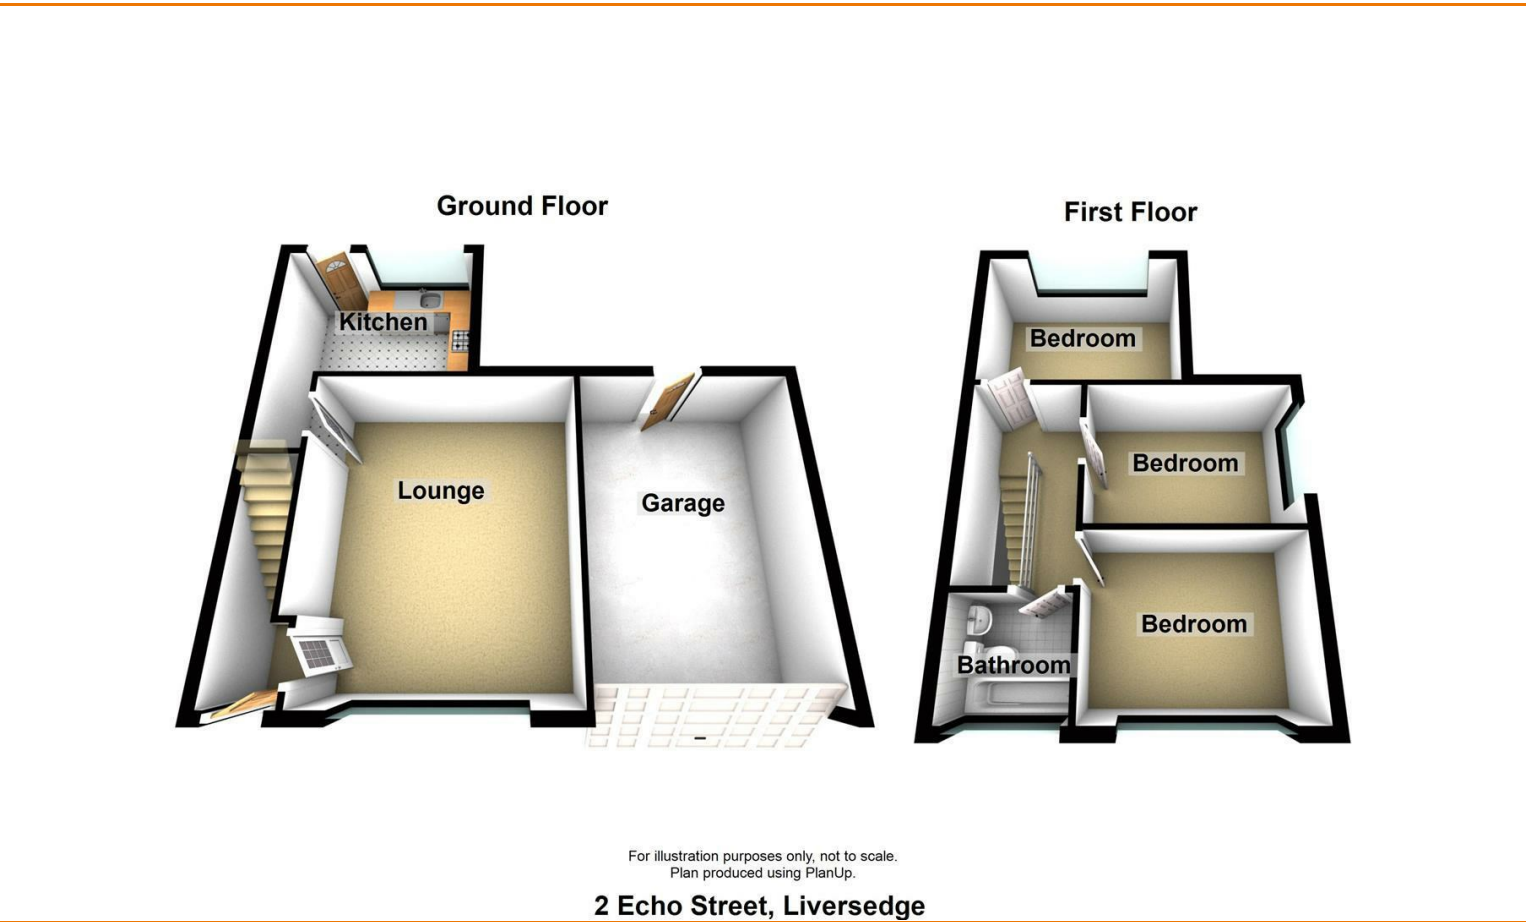 Ground Floor
First Floor
Kitchen
Bedroom
Bedroom
Lounge
Garage
Bedroom
Bathroom
For illustration purposes only, not to scale.
Plan produced using PlanUp.
2 Echo Street, Liversedge